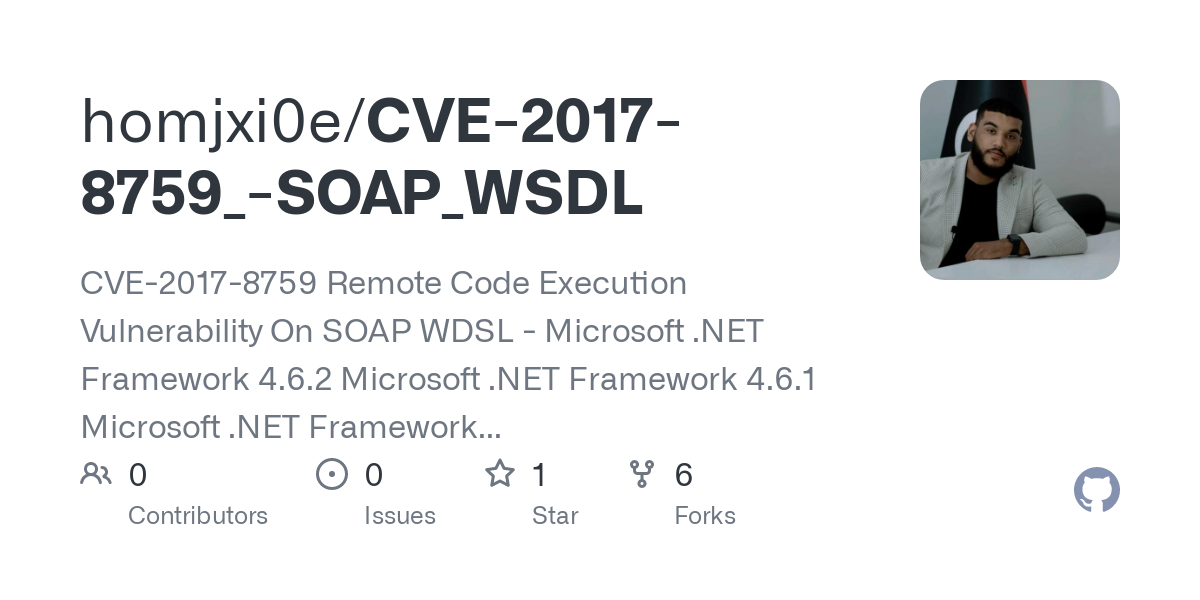 homjxi0e/CVE-2017-
8759_-SOAP_WSDL
CVE-2017-8759 Remote Code Execution
Vulnerability On SOAP WDSL - Microsoft .NET
Framework 4.6.2 Microsoft .NET Framework 4.6.1
Microsoft .NET Framework...
0 0 1 6
Contributors Issues Star Forks